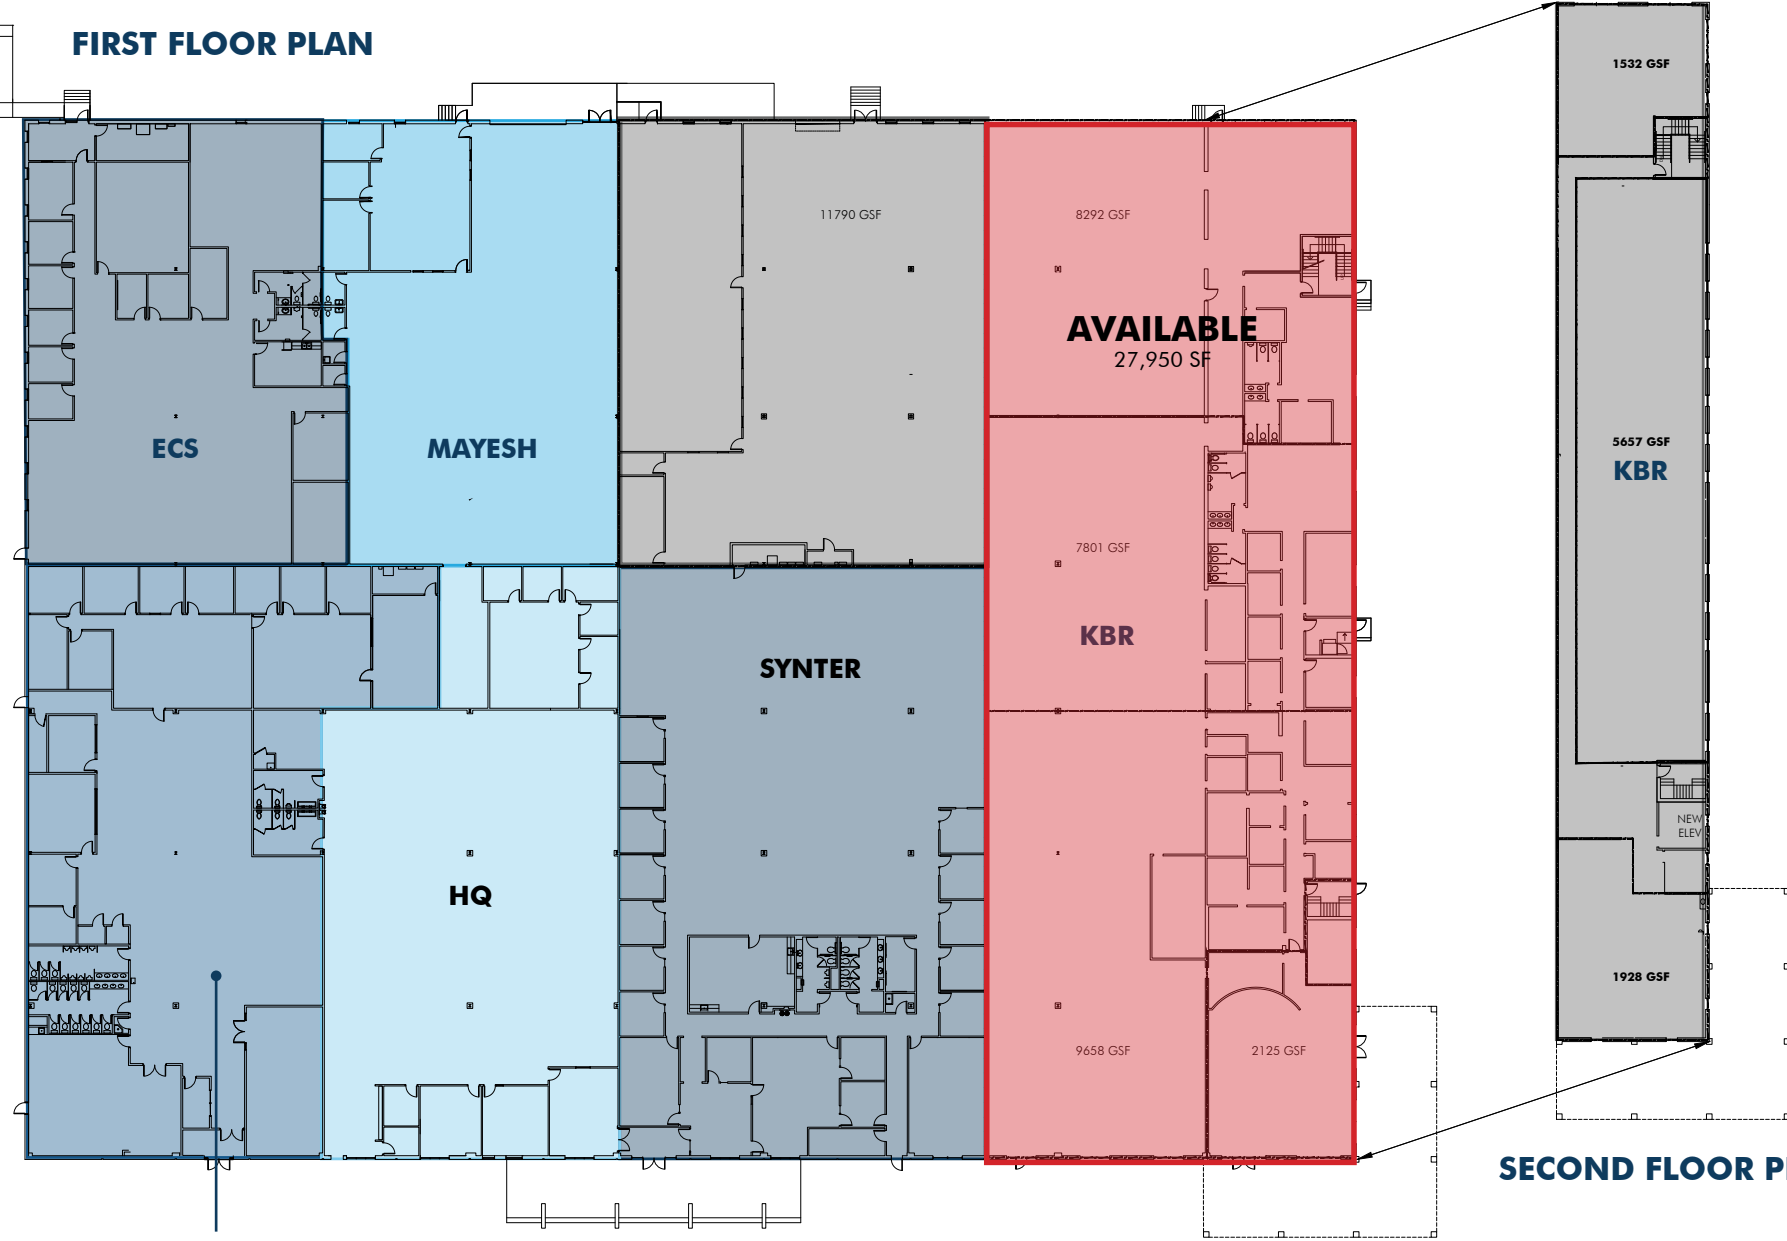 FIRST FLOOR PLAN
1532 GSF
11790 GSF
8292 GSF
AVAILABLE
27,950 SF
ECS
MAYESH
5657 GSF
KBR
7801 GSF
KBR
SYNTER
NEW
ELEV
HQ
1928 GSF
9658 GSF
2125 GSF
SECOND FLOOR P